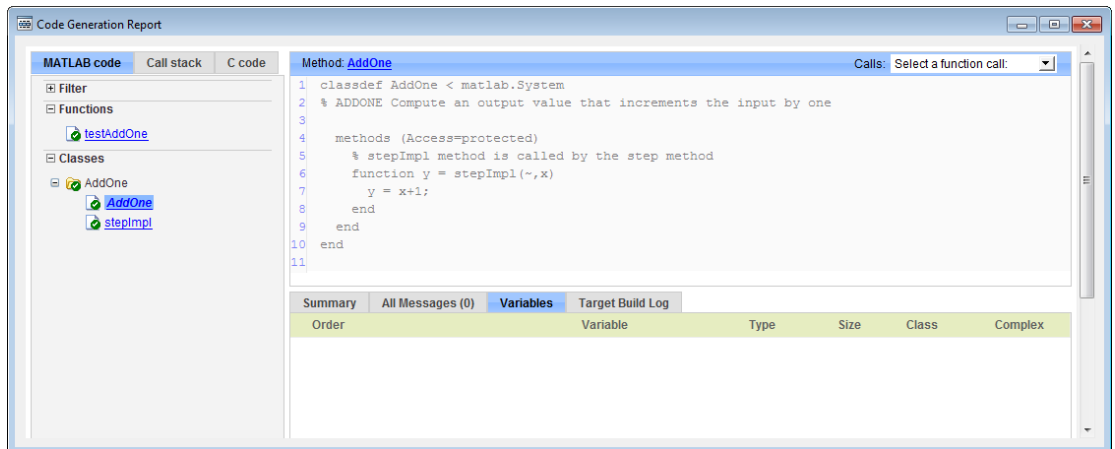 Code Generation Report
MATLAB code Call stack C code
Filter
Functions
testAddOne
Classes
AddOne
AddOne
stepImpl
Method: AddOne Calls: Select a function call:
1 classdef AddOne < matlab.System
2 % ADDONE Compute an output value that increments the input by one
3
4 methods (Access=protected)
5 % stepImpl method is called by the step method
6 function y = stepImpl(~,x)
7 y = x+1;
8 end
9 end
10 end
11
Summary All Messages (0) Variables Target Build Log
Order Variable Type Size Class Complex